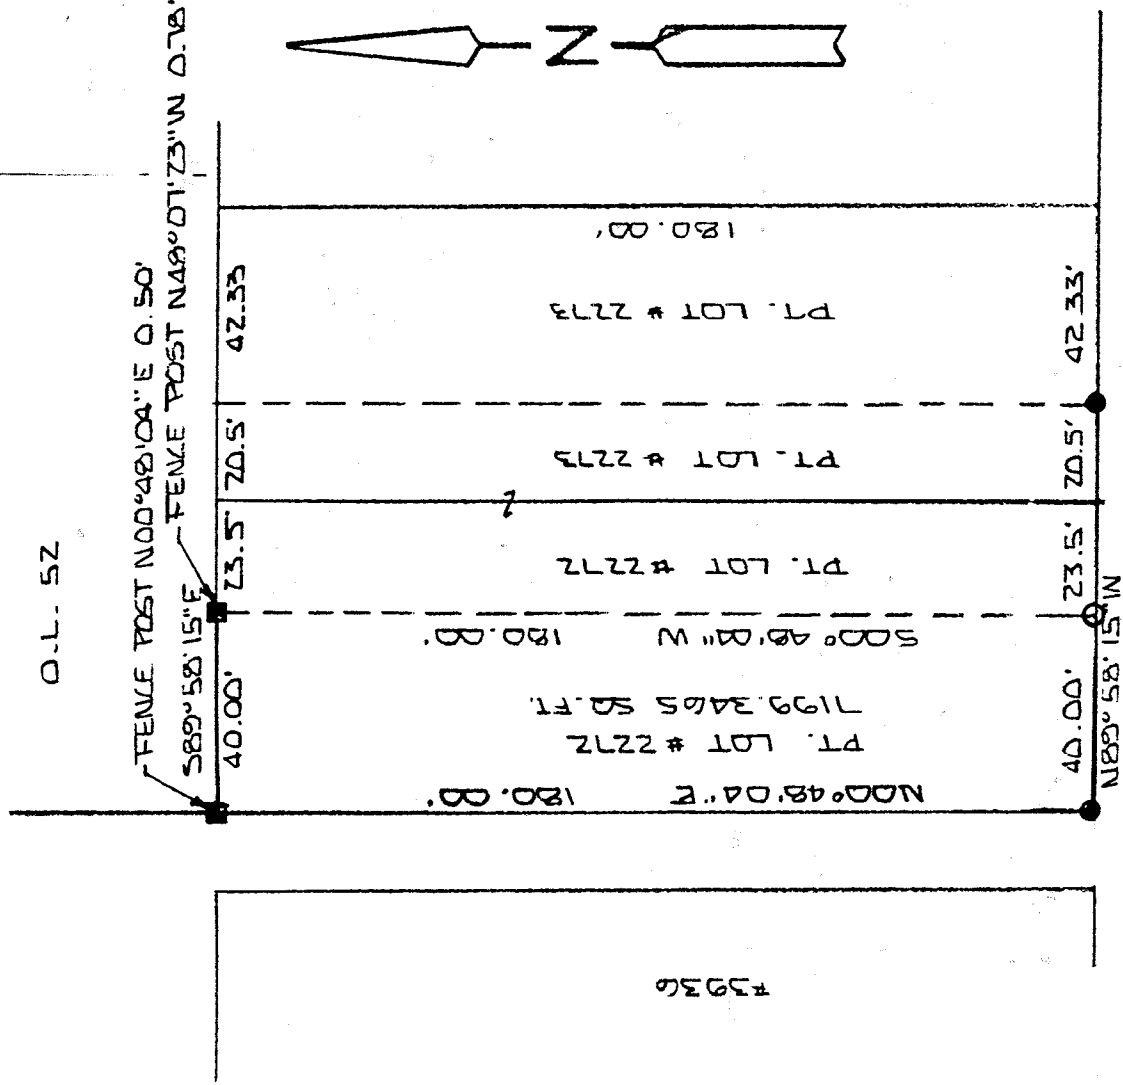 N
FENCE POST N48°07'23"W 0.78'
FENCE POST N00°48'04"E 0.50'
S89°58'15"E
O.L. 52
180.00'
42.33
PT. LOT # 2273
42.33'
20.5'
PT. LOT # 2273
20.5'
23.5'
PT. LOT # 2272
23.5'
S00°48'04"W 180.00'
40.00'
7199.3465 SQ.FT.
PT. LOT # 2272
N00°48'04"E 180.00'
40.00'
N89°58'15"W
#3936